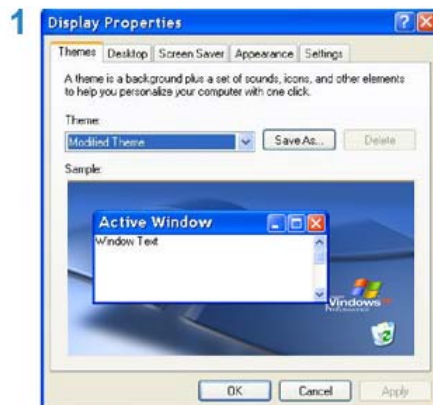 1
Display Properties
Themes Desktop Screen Saver Appearance Settings
A theme is a background plus a set of sounds, icons, and other elements
to help you personalize your computer with one click.
Theme:
Modified Theme Save As... Delete
Sample:
Active Window
Window Text
Windows
OK Cancel Apply